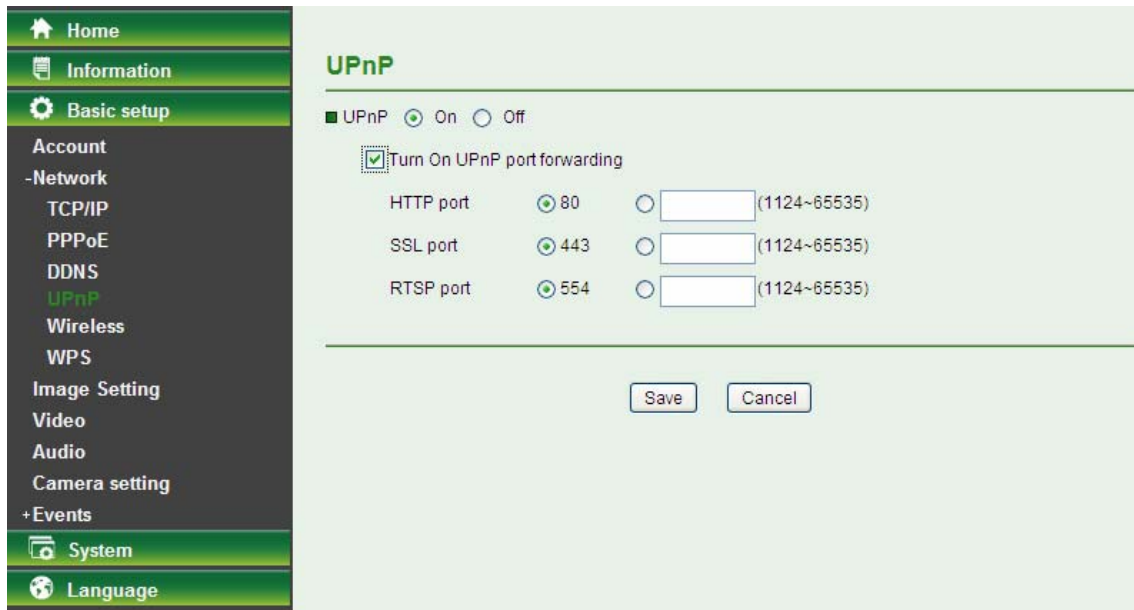 Home
Information
Basic setup
Account
-Network
TCP/IP
PPPoE
DDNS
UPnP
Wireless
WPS
Image Setting
Video
Audio
Camera setting
+Events
System
Language
UPnP
UPnP On Off
Turn On UPnP port forwarding
HTTP port 80 (1124~65535)
SSL port 443 (1124~65535)
RTSP port 554 (1124~65535)
Save Cancel